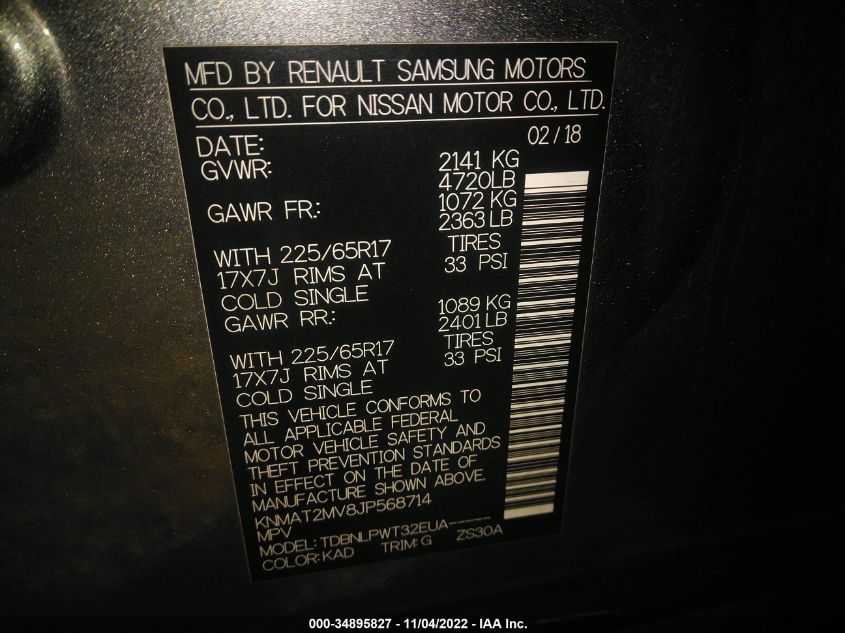 MFD BY RENAULT SAMSUNG MOTORS
CO., LTD. FOR NISSAN MOTOR CO., LTD.
DATE: 02/18
GVWR: 2141 KG
4720LB
GAWR FR.: 1072 KG
2363 LB
WITH 225/65R17 TIRES
17X7J RIMS AT 33 PSI
COLD SINGLE
GAWR RR.: 1089 KG
2401LB
WITH 225/65R17 TIRES
17X7J RIMS AT 33 PSI
COLD SINGLE
THIS VEHICLE CONFORMS TO
ALL APPLICABLE FEDERAL
MOTOR VEHICLE SAFETY AND
THEFT PREVENTION STANDARDS
IN EFFECT ON THE DATE OF
MANUFACTURE SHOWN ABOVE.
KNMAT2MV8JP568714
MPV
MODEL: TDBNLPWT32EUA-----
COLOR: KAD TRIM: G ZS30A
000-34895827 - 11/04/2022 - IAA Inc.